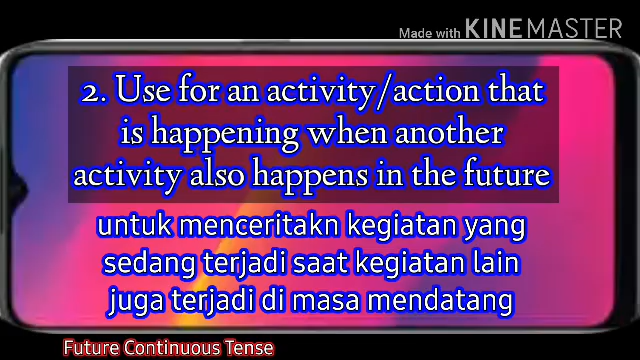 Made with KINEMASTER
2. Use for an activity/action that
is happening when another
activity also happens in the future
untuk menceritakn kegiatan yang
sedang terjadi saat kegiatan lain
juga terjadi di masa mendatang
Future Continuous Tense